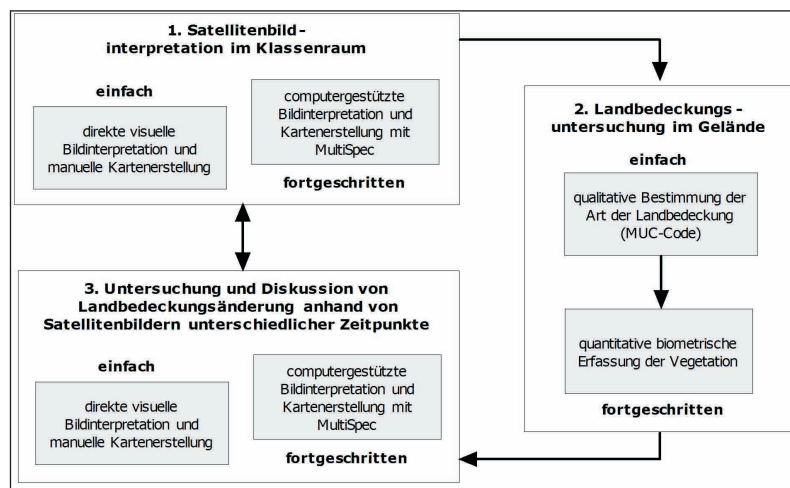 1. Satellitenbild-
interpretation im Klassenraum
einfach
direkte visuelle
Bildinterpretation und
manuelle Kartenerstellung
computergestützte
Bildinterpretation und
Kartenerstellung mit
MultiSpec
fortgeschritten
2. Landbedeckungs-
untersuchung im Gelände
einfach
qualitative Bestimmung der
Art der Landbedeckung
(MUC-Code)
quantitative biometrische
Erfassung der Vegetation
fortgeschritten
3. Untersuchung und Diskussion von
Landbedeckungsänderung anhand von
Satellitenbildern unterschiedlicher Zeitpunkte
einfach
direkte visuelle
Bildinterpretation und
manuelle Kartenerstellung
computergestützte
Bildinterpretation und
Kartenerstellung mit
MultiSpec
fortgeschritten